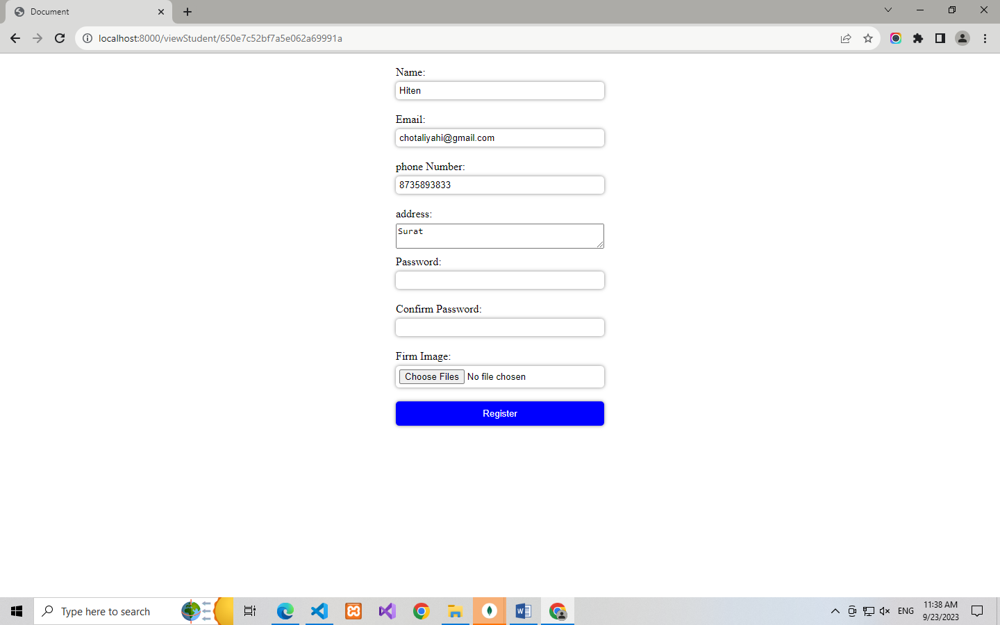 Document
localhost:8000/viewStudent/650e7c52bf7a5e062a69991a
Name:
Hiten
Email:
chotaliyahi@gmail.com
phone Number:
8735893833
address:
Surat
Password:
Confirm Password:
Firm Image:
Choose Files No file chosen
Register
Type here to search
ENG
11:38 AM
9/23/2023